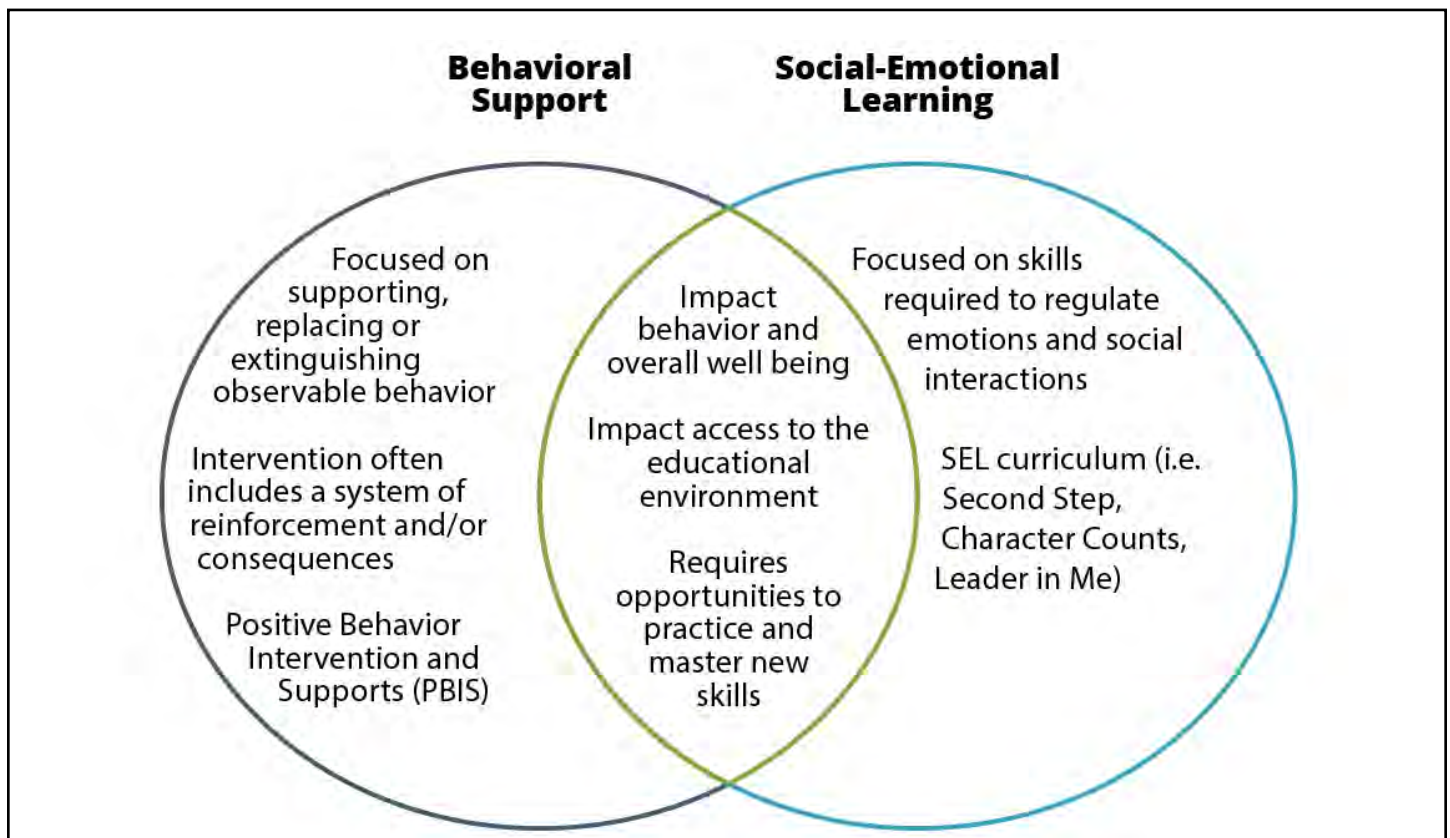 Behavioral
Support
Social-Emotional
Learning
Focused on
supporting,
replacing or
extinguishing
observable behavior
Intervention often
includes a system of
reinforcement and/or
consequences
Positive Behavior
Intervention and
Supports (PBIS)
Impact
behavior and
overall well being
Impact access to the
educational
environment
Requires
opportunities to
practice and
master new
skills
Focused on skills
required to regulate
emotions and social
interactions
SEL curriculum (i.e.
Second Step,
Character Counts,
Leader in Me)